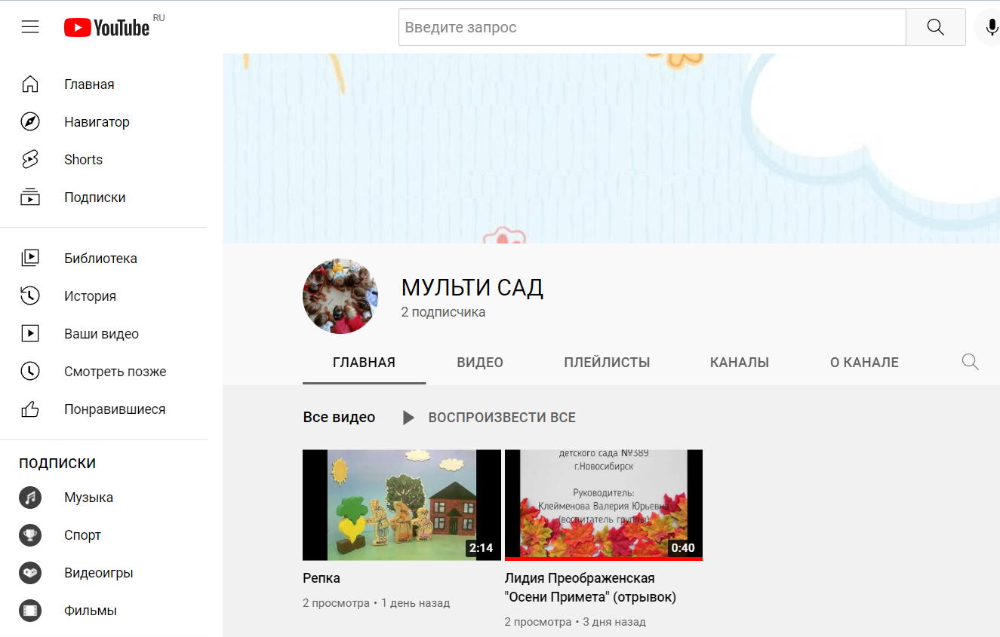 YouTube RU
Введите запрос
Главная
Навигатор
Shorts
Подписки
Библиотека
История
Ваши видео
Смотреть позже
Понравившиеся
ПОДПИСКИ
Музыка
Спорт
Видеоигры
Фильмы
МУЛЬТИ САД
2 подписчика
ГЛАВНАЯ ВИДЕО ПЛЕЙЛИСТЫ КАНАЛЫ О КАНАЛЕ
Все видео ВОСПРОИЗВЕСТИ ВСЕ
2:14
Репка
2 просмотра • 1 день назад
детского сада №389
г.Новосибирск
Руководитель:
Клейменова Валерия Юрьевна
(воспитатель группы)
0:40
Лидия Преображенская
"Осени Примета" (отрывок)
2 просмотра • 3 дня назад